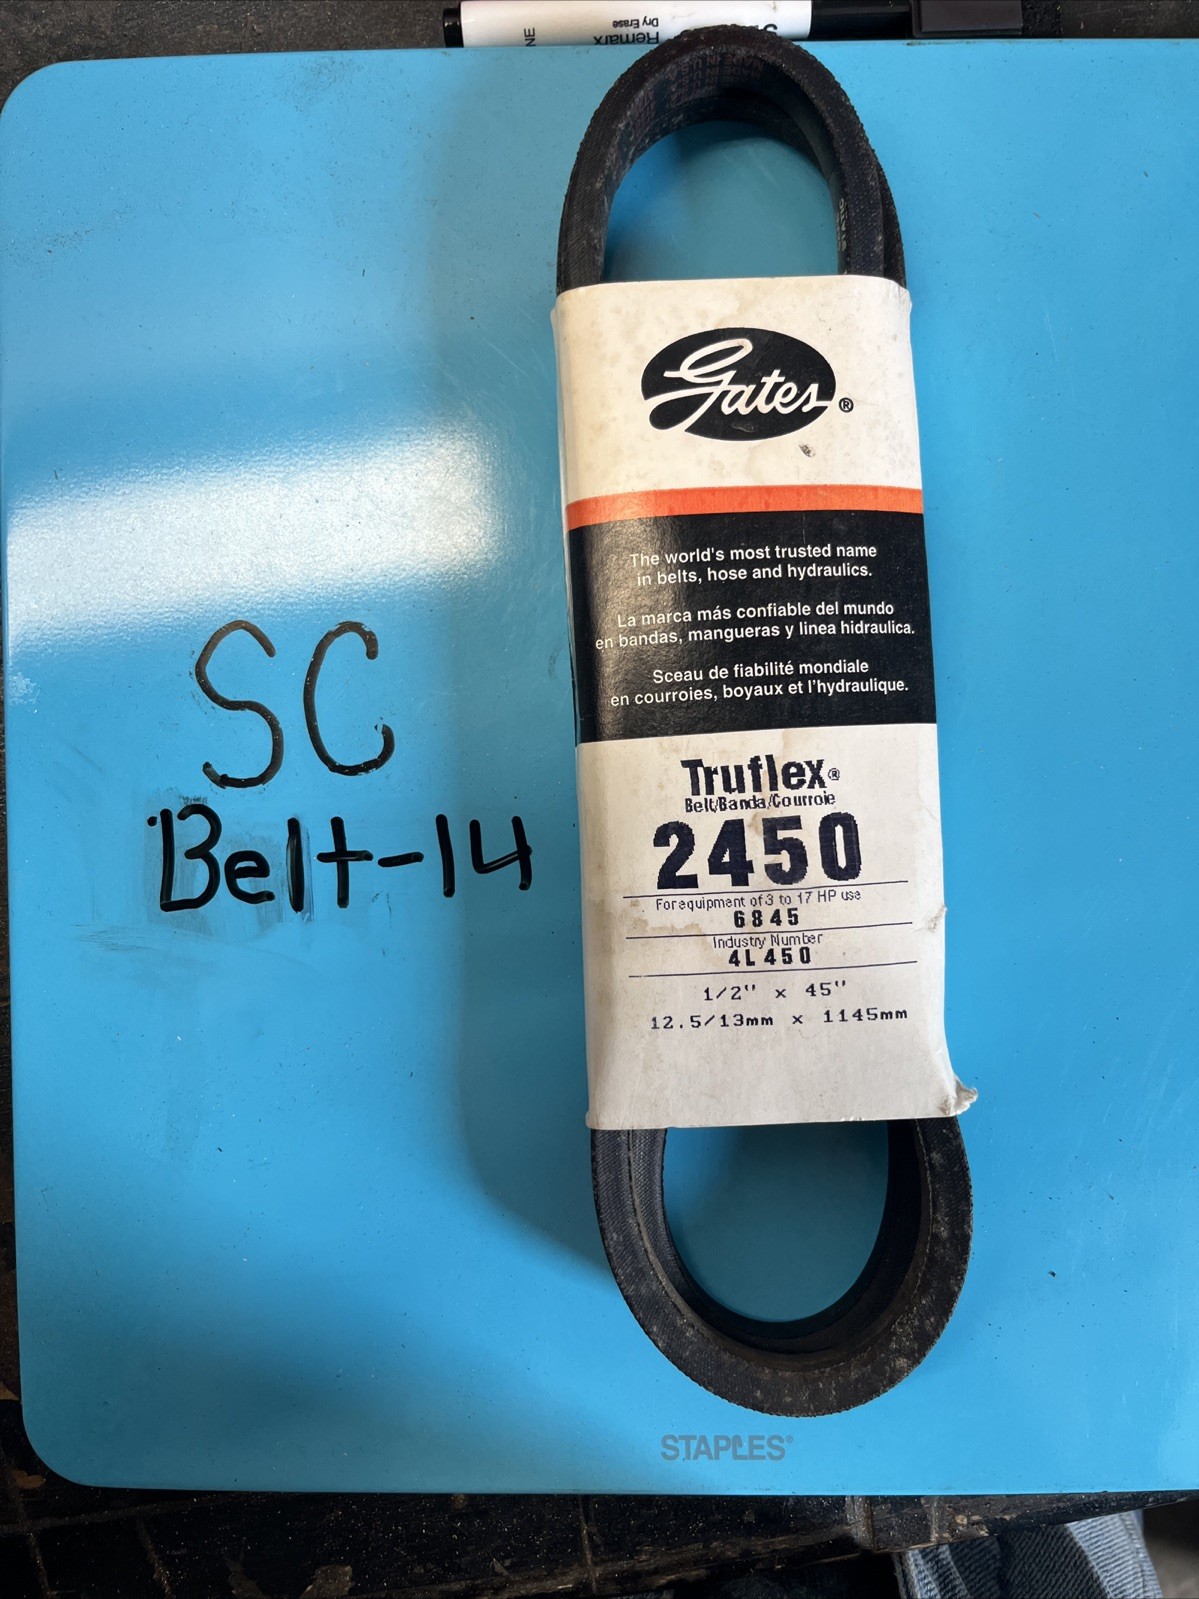 Remarx
Dry Erase
NE
Gates®
The world's most trusted name
in belts, hose and hydraulics.
La marca más confiable del mundo
en bandas, mangueras y linea hidraulica.
Sceau de fiabilité mondiale
en courroies, boyaux et l'hydraulique.
SC
Belt-14
Truflex®
Belt/Banda/Courroie
2450
For equipment of 3 to 17 HP use
6845
Industry Number
4L450
1/2" x 45"
12.5/13mm x 1145mm
STAPLES®